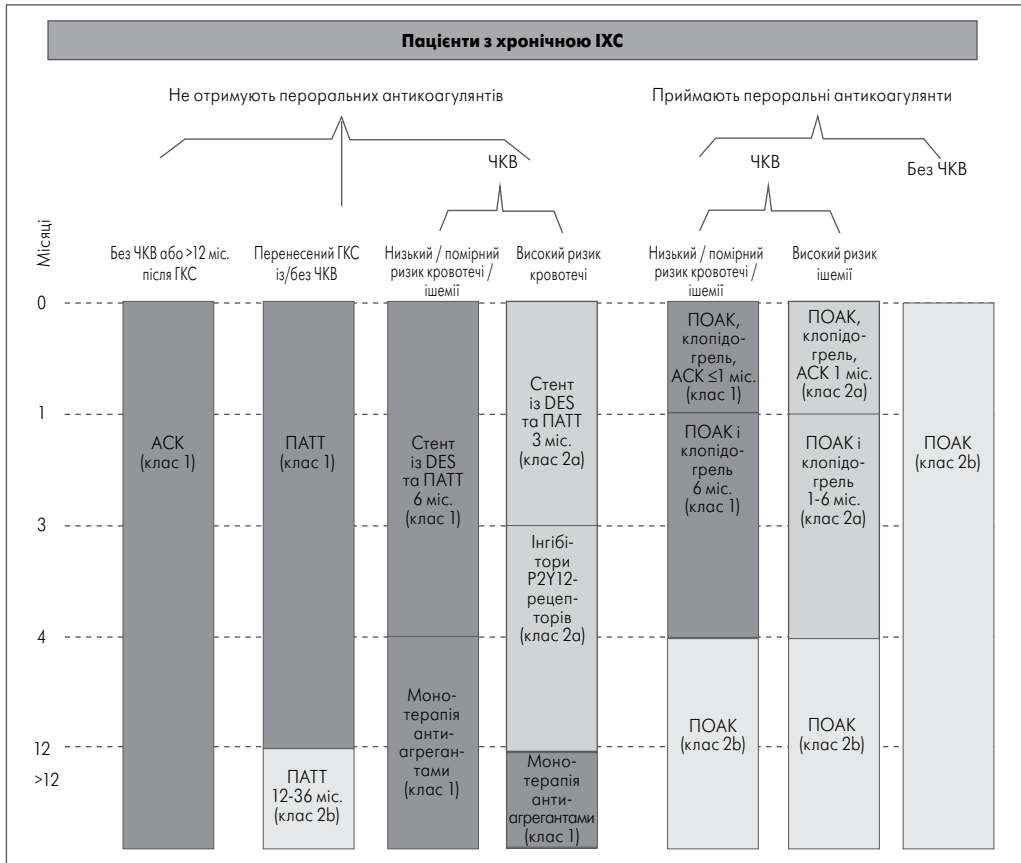 Пацієнти з хронічною ІХС
Не отримують пероральних антикоагулянтів
Приймають пероральні антикоагулянти
ЧКВ
ЧКВ
Без ЧКВ
Місяці
Без ЧКВ або >12 міс.
після ГКС
Перенесений ГКС
із/без ЧКВ
Низький / помірний
ризик кровотечі /
ішемії
Високий ризик
кровотечі
Низький / помірний
ризик кровотечі /
ішемії
Високий ризик
ішемії
0
1
3
4
12
>12
АСК
(клас 1)
ПАТТ
(клас 1)
ПАТТ
12-36 міс.
(клас 2b)
Стент
із DES
та ПАТТ
6 міс.
(клас 1)
Моно-
терапія
анти-
агреган-
тами
(клас 1)
Стент
із DES
та ПАТТ
3 міс.
(клас 2a)
Інгібі-
тори
P2Y12-
рецеп-
торів
(клас 2a)
Моно-
терапія
анти-
агрегантами
(клас 1)
ПОАК,
клопідо-
грель,
АСК ≤1 міс.
(клас 1)
ПОАК і
клопідо-
грель
6 міс.
(клас 1)
ПОАК
(клас 2b)
ПОАК,
клопідо-
грель,
АСК 1 міс.
(клас 2a)
ПОАК і
клопідо-
грель
1-6 міс.
(клас 2a)
ПОАК
(клас 2b)
ПОАК
(клас 2b)